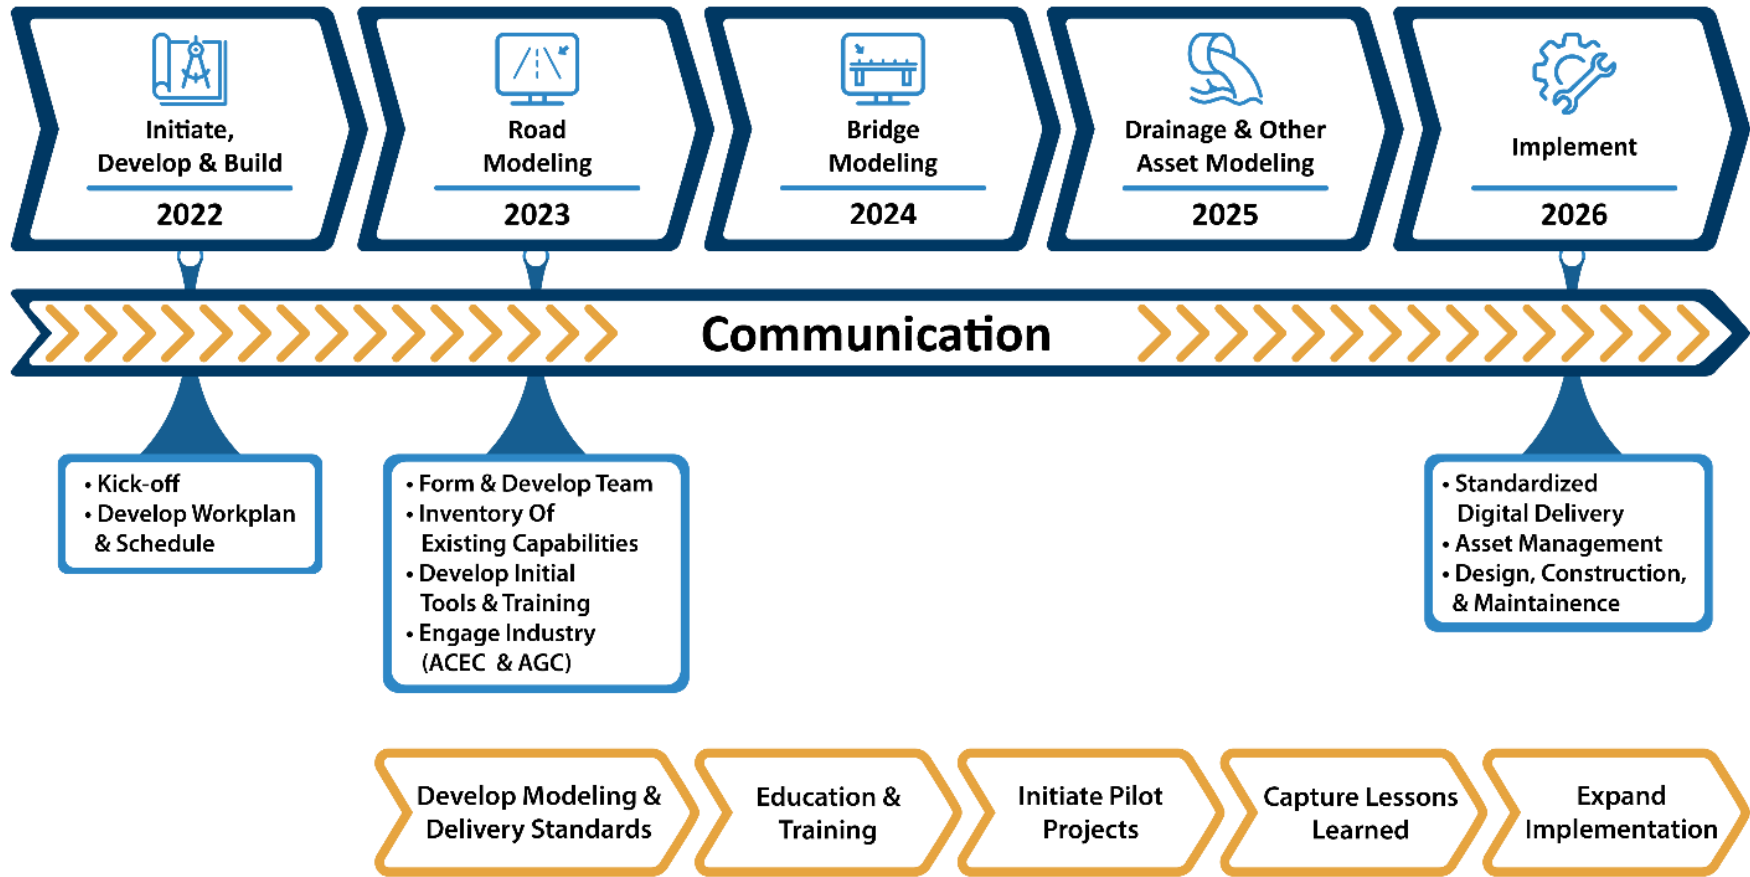 Initiate,
Develop & Build
2022
Road
Modeling
2023
Bridge
Modeling
2024
Drainage & Other
Asset Modeling
2025
Implement
2026
Communication
• Kick-off
• Develop Workplan
& Schedule
• Form & Develop Team
• Inventory Of
Existing Capabilities
• Develop Initial
Tools & Training
• Engage Industry
(ACEC & AGC)
• Standardized
Digital Delivery
• Asset Management
• Design, Construction,
& Maintainence
Develop Modeling &
Delivery Standards
Education &
Training
Initiate Pilot
Projects
Capture Lessons
Learned
Expand
Implementation